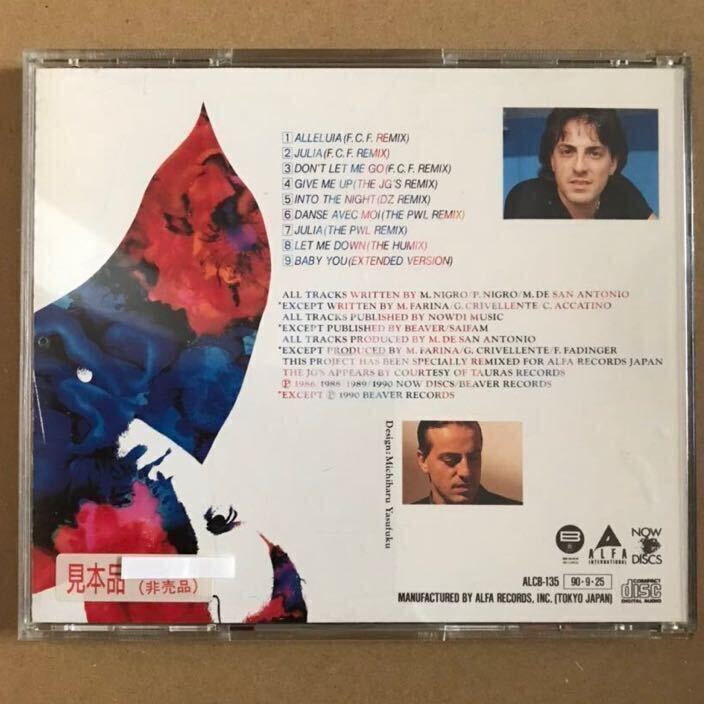 1 ALLELUIA (F.C.F. REMIX)
2 JULIA (F.C.F. REMIX)
3 DON'T LET ME GO (F.C.F. REMIX)
4 GIVE ME UP (THE JG'S REMIX)
5 INTO THE NIGHT (DZ REMIX)
6 DANSE AVEC MOI (THE PWL REMIX)
7 JULIA (THE PWL REMIX)
8 LET ME DOWN (THE HUMIX)
9 BABY YOU (EXTENDED VERSION)
ALL TRACKS WRITTEN BY M. NIGRO/P. NIGRO/M. DE SAN ANTONIO
*EXCEPT WRITTEN BY M. FARINA/G. CRIVELLENTE/C. ACCATINO
ALL TRACKS PUBLISHED BY NOWDI MUSIC
*EXCEPT PUBLISHED BY BEAVER/SAIFAM
ALL TRACKS PRODUCED BY M. DE SAN ANTONIO
*EXCEPT PRODUCED BY M. FARINA/G. CRIVELLENTE/F. FADINGER
THIS PROJECT HAS BEEN SPECIALLY REMIXED FOR ALFA RECORDS JAPAN
THE JG'S APPEARS BY COURTESY OF TAURAS RECORDS
Ⓟ 1986/1988/1989/1990 NOW DISCS/BEAVER RECORDS
*EXCEPT Ⓟ 1990 BEAVER RECORDS
Design: Michiharu Yasufuku
B
ALFA
INTERNATIONAL
NOW
DISCS
見本品 (非売品)
ALCB-135 90・9・25
COMPACT
disc
DIGITAL AUDIO
MANUFACTURED BY ALFA RECORDS, INC. (TOKYO JAPAN)